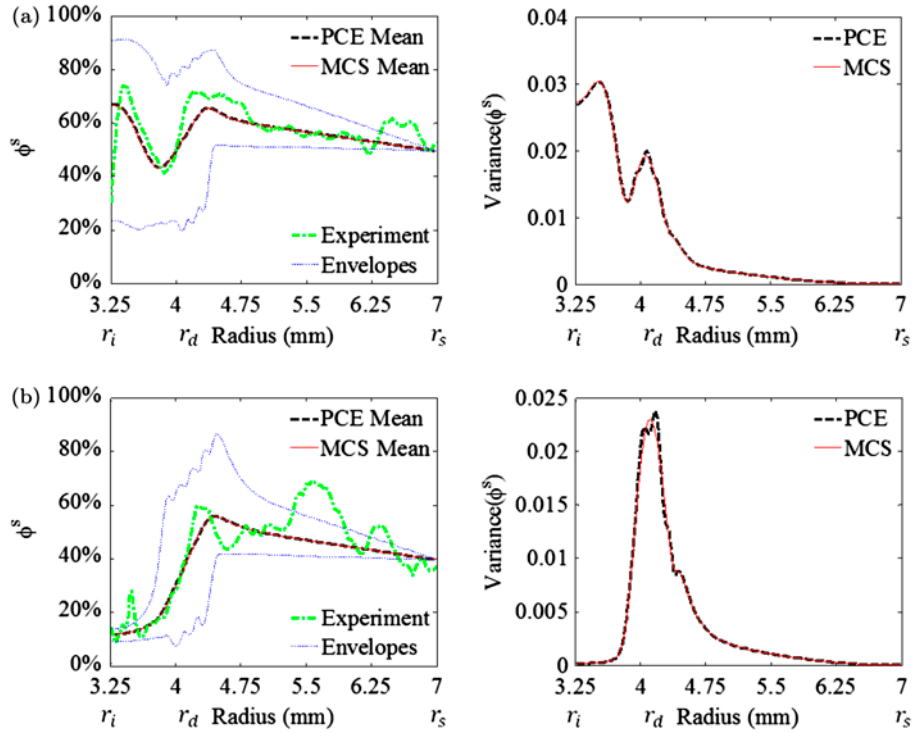 (a)
100%
80%
60%
40%
20%
0%
ϕˢ
PCE Mean
MCS Mean
Experiment
Envelopes
3.25 4 4.75 5.5 6.25 7
rᵢ r_d Radius (mm) rₛ
0.04
0.03
0.02
0.01
0
Variance(ϕˢ)
PCE
MCS
3.25 4 4.75 5.5 6.25 7
rᵢ r_d Radius (mm) rₛ
(b)
100%
80%
60%
40%
20%
0%
ϕˢ
PCE Mean
MCS Mean
Experiment
Envelopes
3.25 4 4.75 5.5 6.25 7
rᵢ r_d Radius (mm) rₛ
0.025
0.02
0.015
0.01
0.005
0
Variance(ϕˢ)
PCE
MCS
3.25 4 4.75 5.5 6.25 7
rᵢ r_d Radius (mm) rₛ